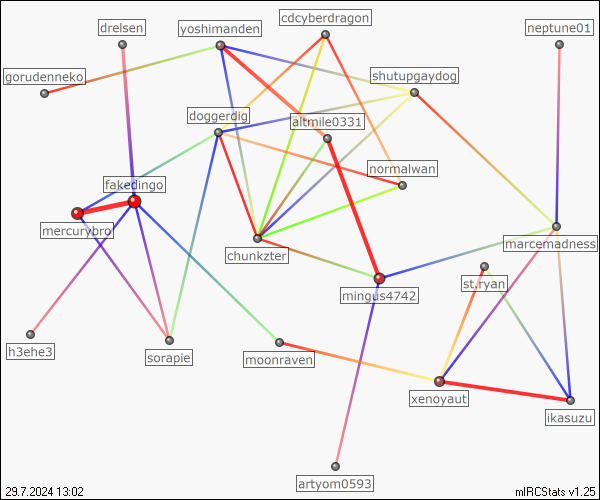 cdcyberdragon
drelsen
yoshimanden
neptune01
gorudenneko
shutupgaydog
doggerdig
altmile0331
normalwan
fakedingo
mercurybro
marcemadness
chunkzter
st.ryan
mingus4742
h3ehe3
sorapie
moonraven
xenoyaut
ikasuzu
artyom0593
29.7.2024 13:02
mIRCStats v1.25